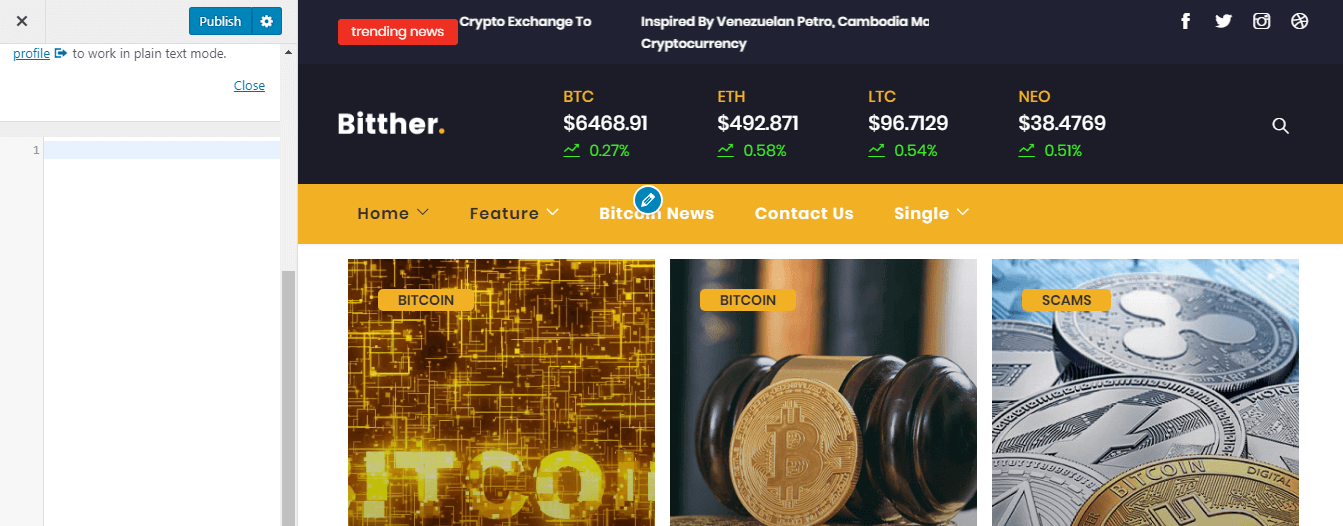 Publish
profile to work in plain text mode.
Close
1
trending news
Crypto Exchange To
Inspired By Venezuelan Petro, Cambodia
Cryptocurrency
Bitther.
BTC
$6468.91
0.27%
ETH
$492.871
0.58%
LTC
$96.7129
0.54%
NEO
$38.4769
0.51%
Home
Feature
Bitcoin News
Contact Us
Single
BITCOIN
BITCOIN
SCAMS
BITCOIN
DIGITAL